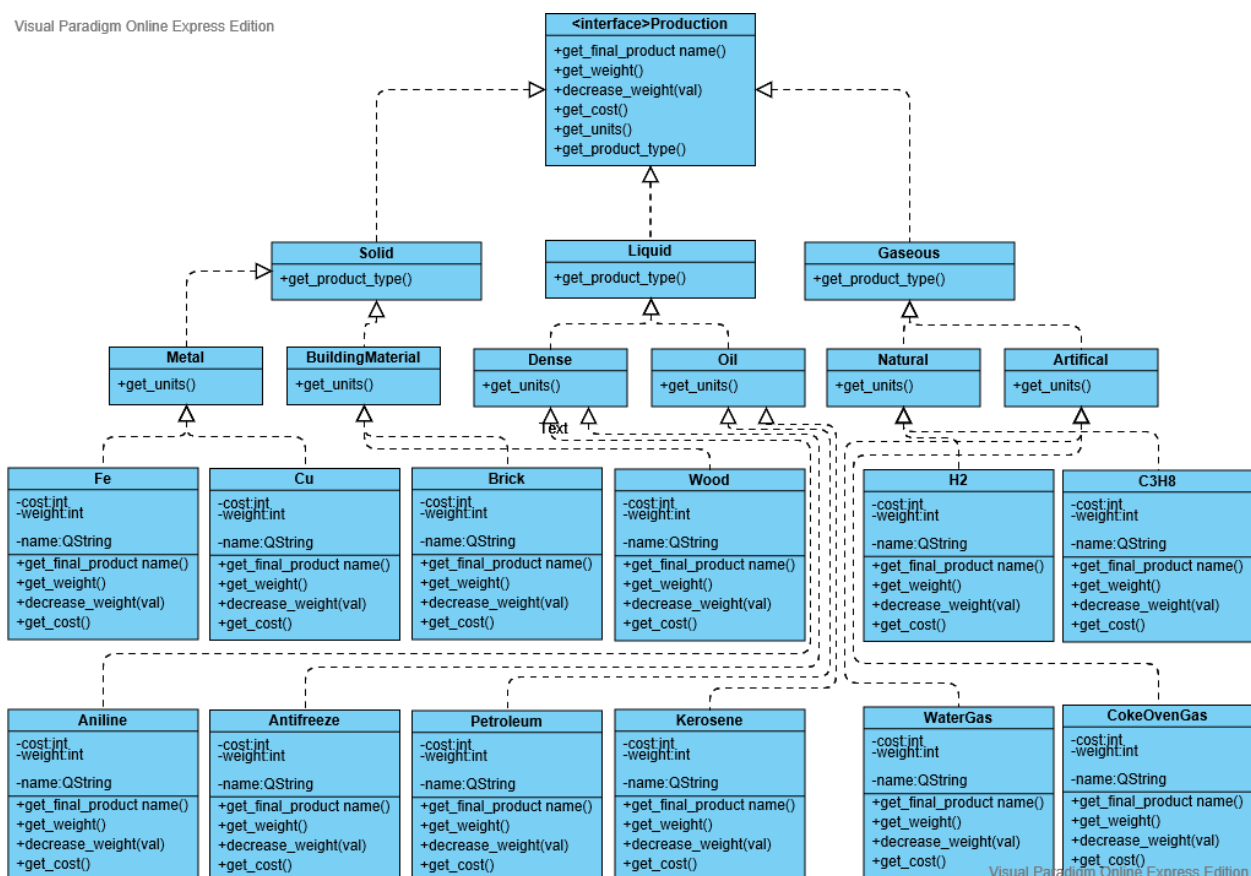 Visual Paradigm Online Express Edition
<interface>Production
+get_final_product name()
+get_weight()
+decrease_weight(val)
+get_cost()
+get_units()
+get_product_type()
Solid
+get_product_type()
Liquid
+get_product_type()
Gaseous
+get_product_type()
Metal
+get_units()
BuildingMaterial
+get_units()
Dense
+get_units()
Oil
+get_units()
Natural
+get_units()
Artifical
+get_units()
Text
Fe
-cost:int
-weight:int
-name:QString
+get_final_product name()
+get_weight()
+decrease_weight(val)
+get_cost()
Cu
-cost:int
-weight:int
-name:QString
+get_final_product name()
+get_weight()
+decrease_weight(val)
+get_cost()
Brick
-cost:int
-weight:int
-name:QString
+get_final_product name()
+get_weight()
+decrease_weight(val)
+get_cost()
Wood
-cost:int
-weight:int
-name:QString
+get_final_product name()
+get_weight()
+decrease_weight(val)
+get_cost()
H2
-cost:int
-weight:int
-name:QString
+get_final_product name()
+get_weight()
+decrease_weight(val)
+get_cost()
C3H8
-cost:int
-weight:int
-name:QString
+get_final_product name()
+get_weight()
+decrease_weight(val)
+get_cost()
Aniline
-cost:int
-weight:int
-name:QString
+get_final_product name()
+get_weight()
+decrease_weight(val)
+get_cost()
Antifreeze
-cost:int
-weight:int
-name:QString
+get_final_product name()
+get_weight()
+decrease_weight(val)
+get_cost()
Petroleum
-cost:int
-weight:int
-name:QString
+get_final_product name()
+get_weight()
+decrease_weight(val)
+get_cost()
Kerosene
-cost:int
-weight:int
-name:QString
+get_final_product name()
+get_weight()
+decrease_weight(val)
+get_cost()
WaterGas
-cost:int
-weight:int
-name:QString
+get_final_product name()
+get_weight()
+decrease_weight(val)
+get_cost()
CokeOvenGas
-cost:int
-weight:int
-name:QString
+get_final_product name()
+get_weight()
+decrease_weight(val)
+get_cost()
Visual Paradigm Online Express Edition